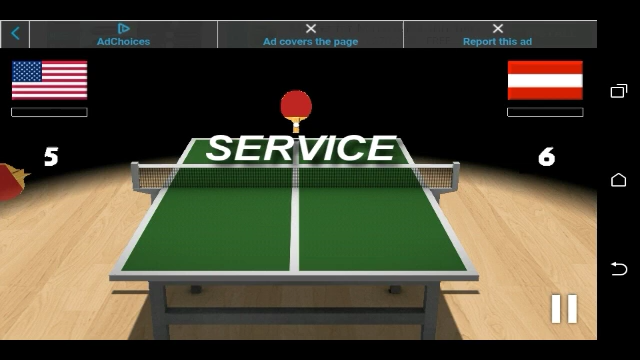 AdChoices
Ad covers the page
Report this ad
5
6
SERVICE